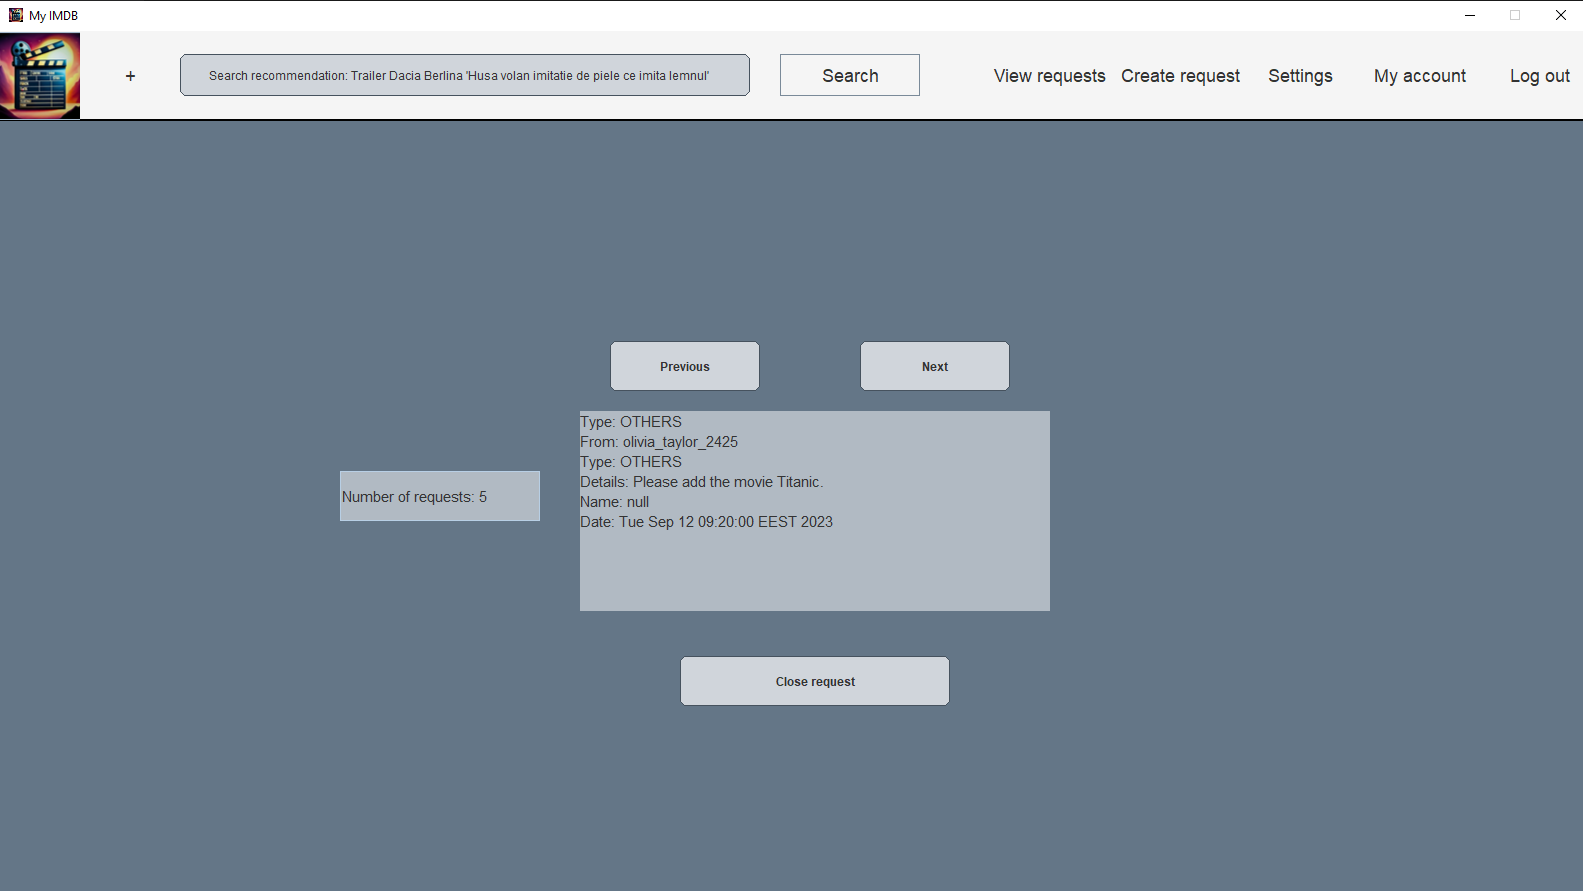 My IMDB
+
Search recommendation: Trailer Dacia Berlina 'Husa volan imitatie de piele ce imita lemnul'
Search
View requests
Create request
Settings
My account
Log out
Previous
Next
Number of requests: 5
Type: OTHERS
From: olivia_taylor_2425
Type: OTHERS
Details: Please add the movie Titanic.
Name: null
Date: Tue Sep 12 09:20:00 EEST 2023
Close request